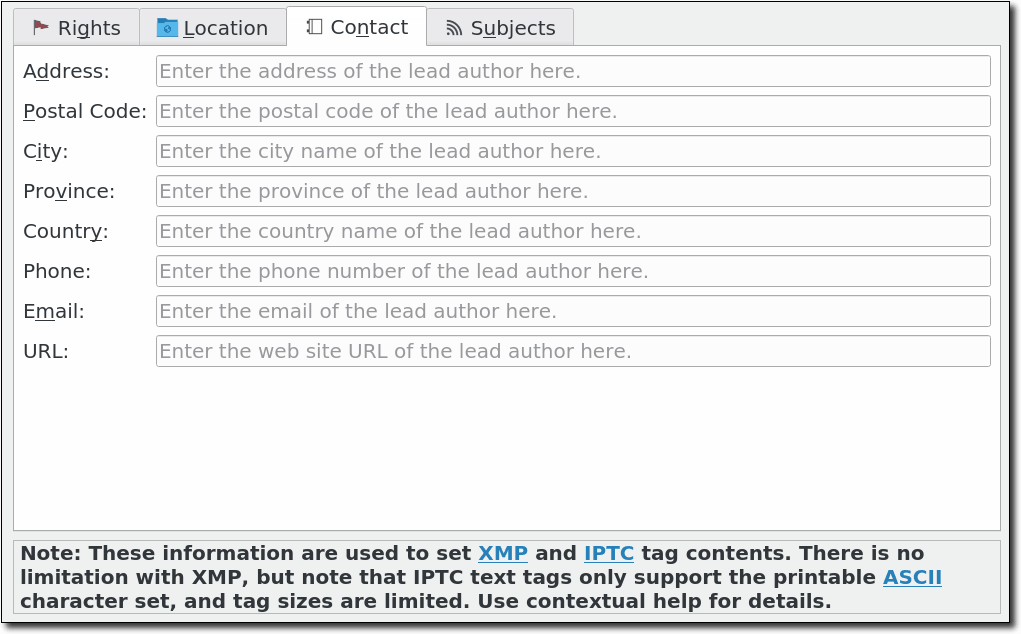 Rights Location Contact Subjects
Address: Enter the address of the lead author here.
Postal Code: Enter the postal code of the lead author here.
City: Enter the city name of the lead author here.
Province: Enter the province of the lead author here.
Country: Enter the country name of the lead author here.
Phone: Enter the phone number of the lead author here.
Email: Enter the email of the lead author here.
URL: Enter the web site URL of the lead author here.
Note: These information are used to set XMP and IPTC tag contents. There is no
limitation with XMP, but note that IPTC text tags only support the printable ASCII
character set, and tag sizes are limited. Use contextual help for details.